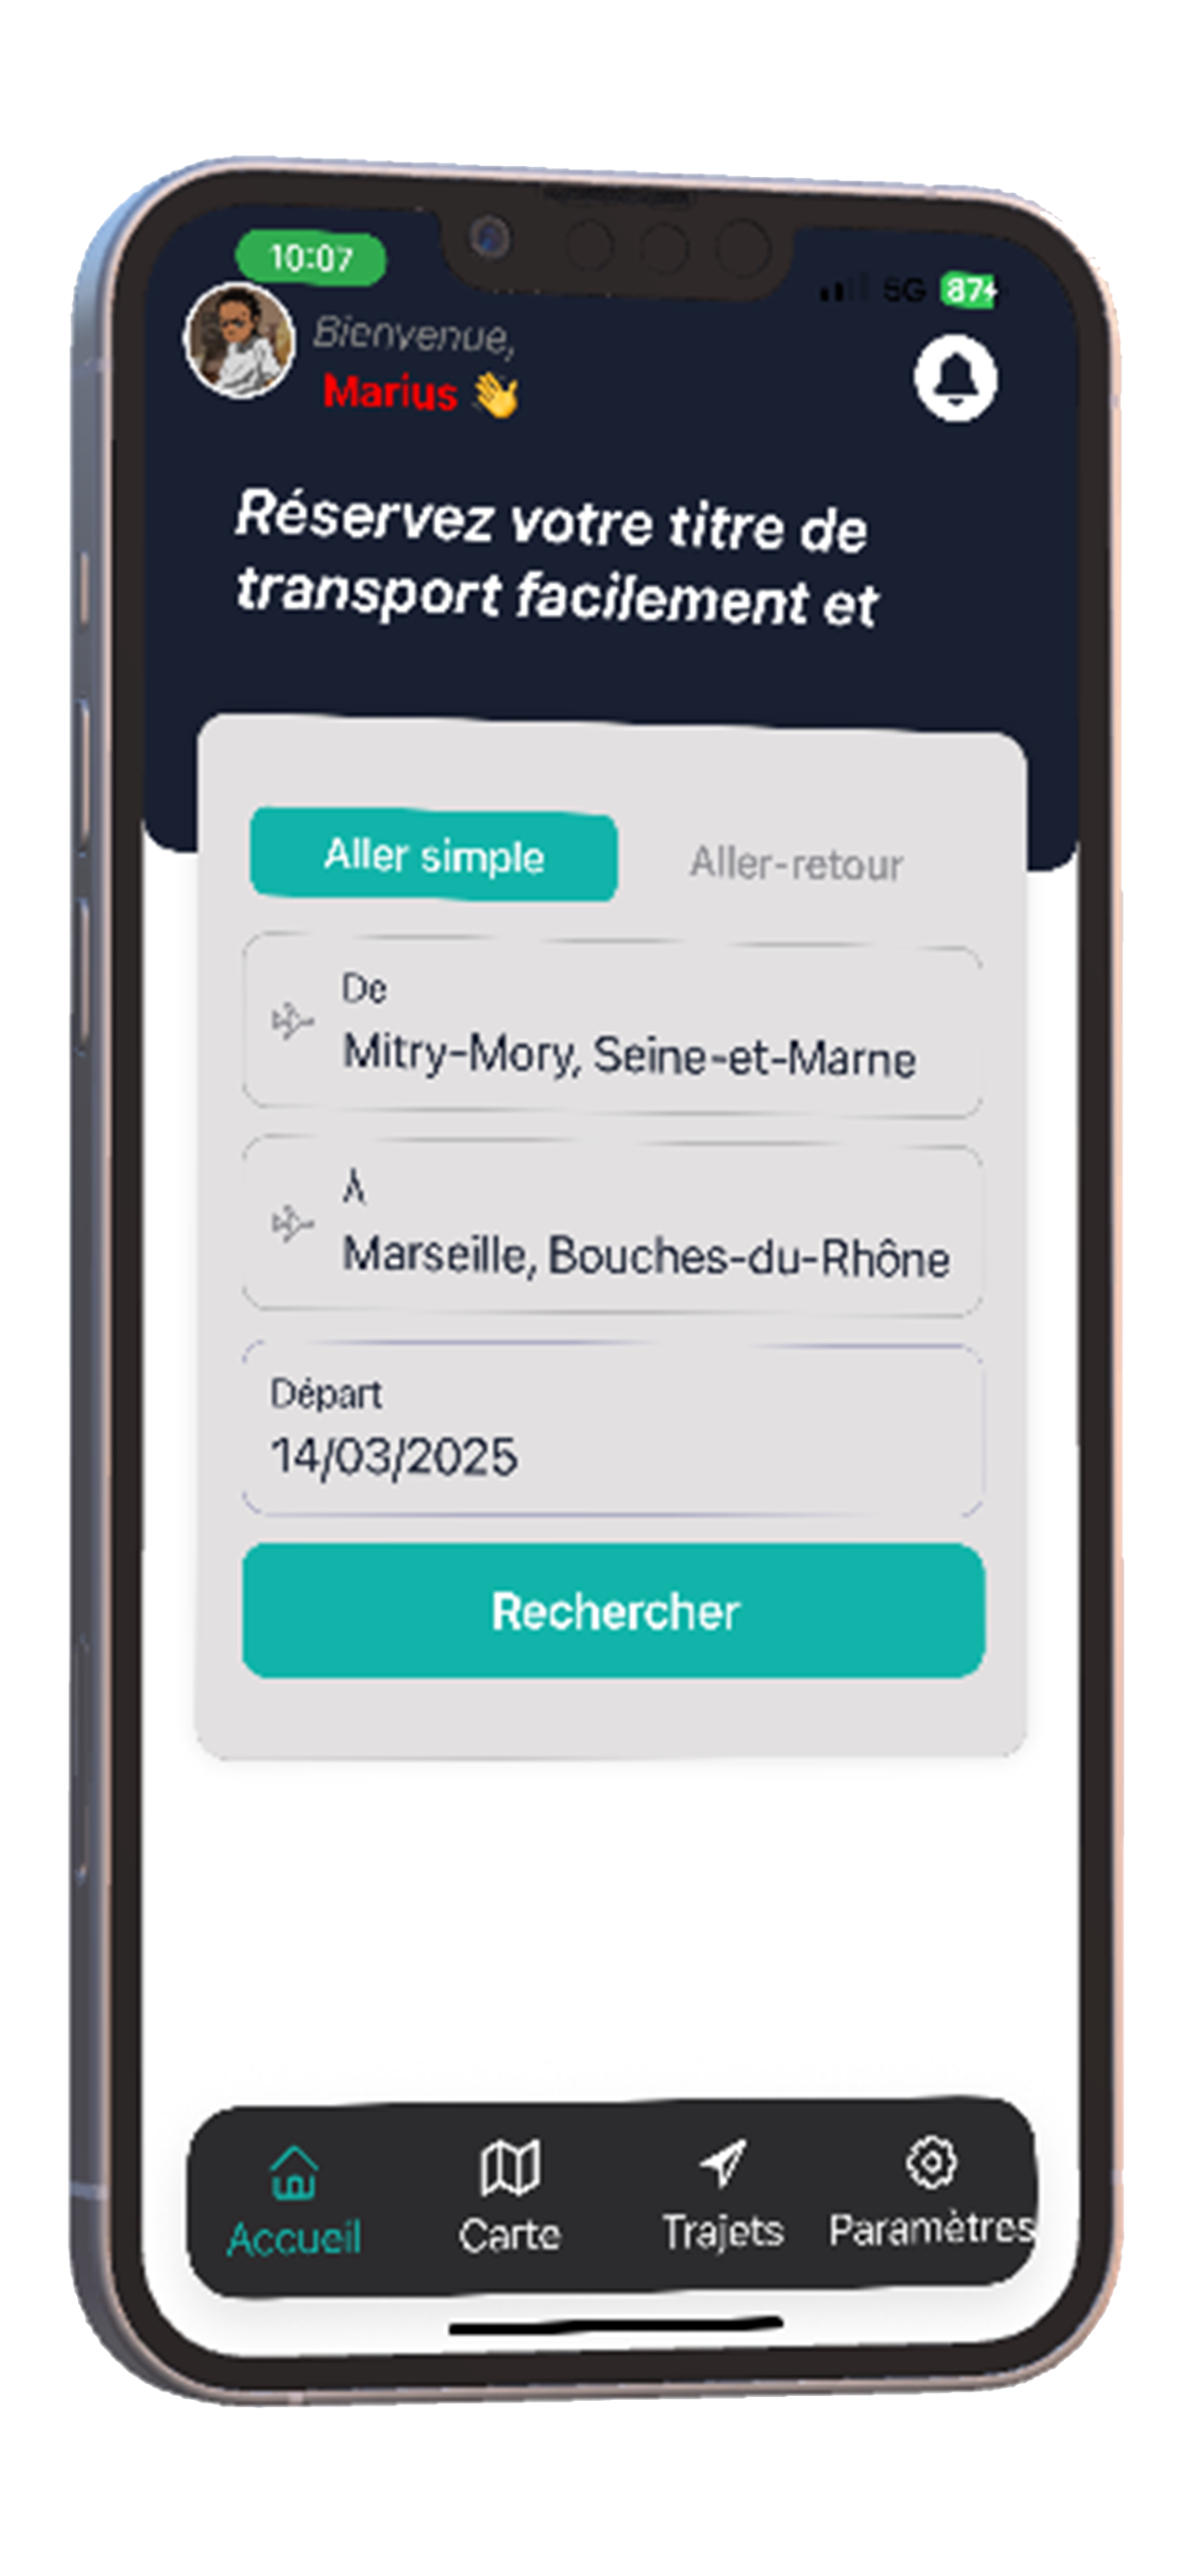 10:07
5G 87
Bienvenue,
Marius 👋
Réservez votre titre de
transport facilement et
Aller simple
Aller-retour
De
Mitry-Mory, Seine-et-Marne
À
Marseille, Bouches-du-Rhône
Départ
14/03/2025
Rechercher
Accueil
Carte
Trajets
Paramètres